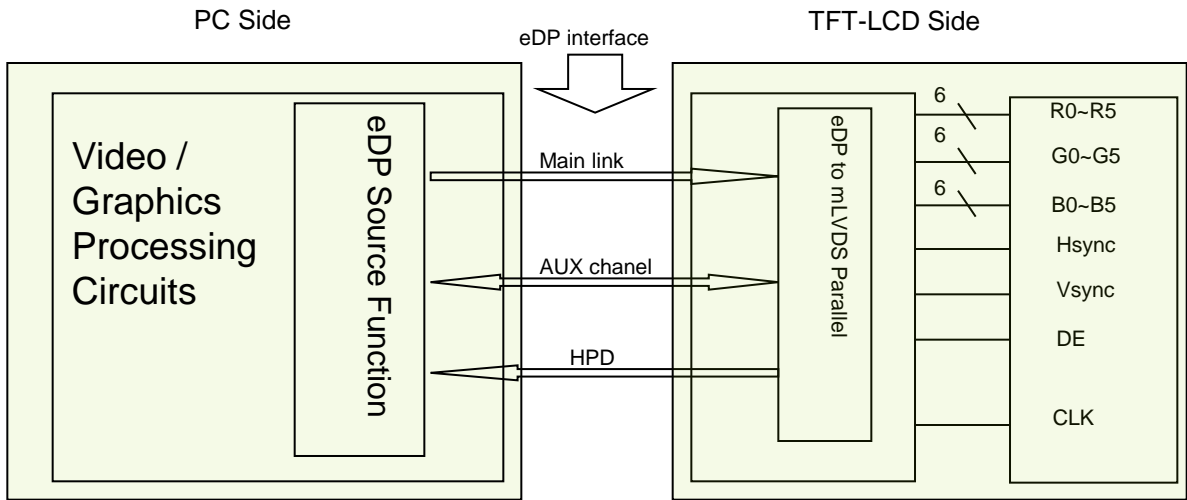 PC Side
eDP interface
TFT-LCD Side
Video /
Graphics
Processing
Circuits
eDP Source Function
Main link
AUX chanel
HPD
eDP to mLVDS Parallel
6
R0~R5
6
G0~G5
6
B0~B5
Hsync
Vsync
DE
CLK